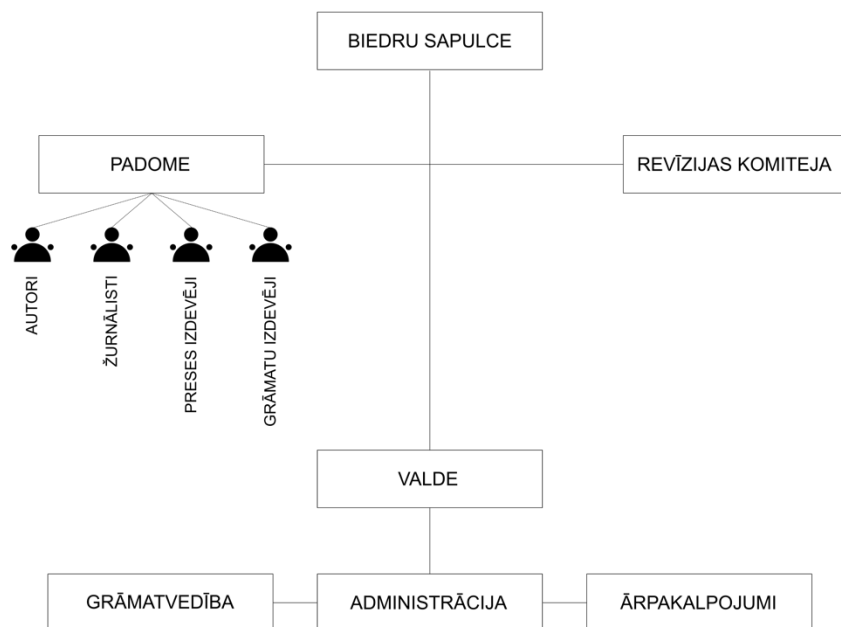 BIEDRU SAPULCE
PADOME
REVĪZIJAS KOMITEJA
AUTORI
ŽURNĀLISTI
PRESES IZDEVĒJI
GRĀMATU IZDEVĒJI
VALDE
GRĀMATVEDĪBA
ADMINISTRĀCIJA
ĀRPAKALPOJUMI